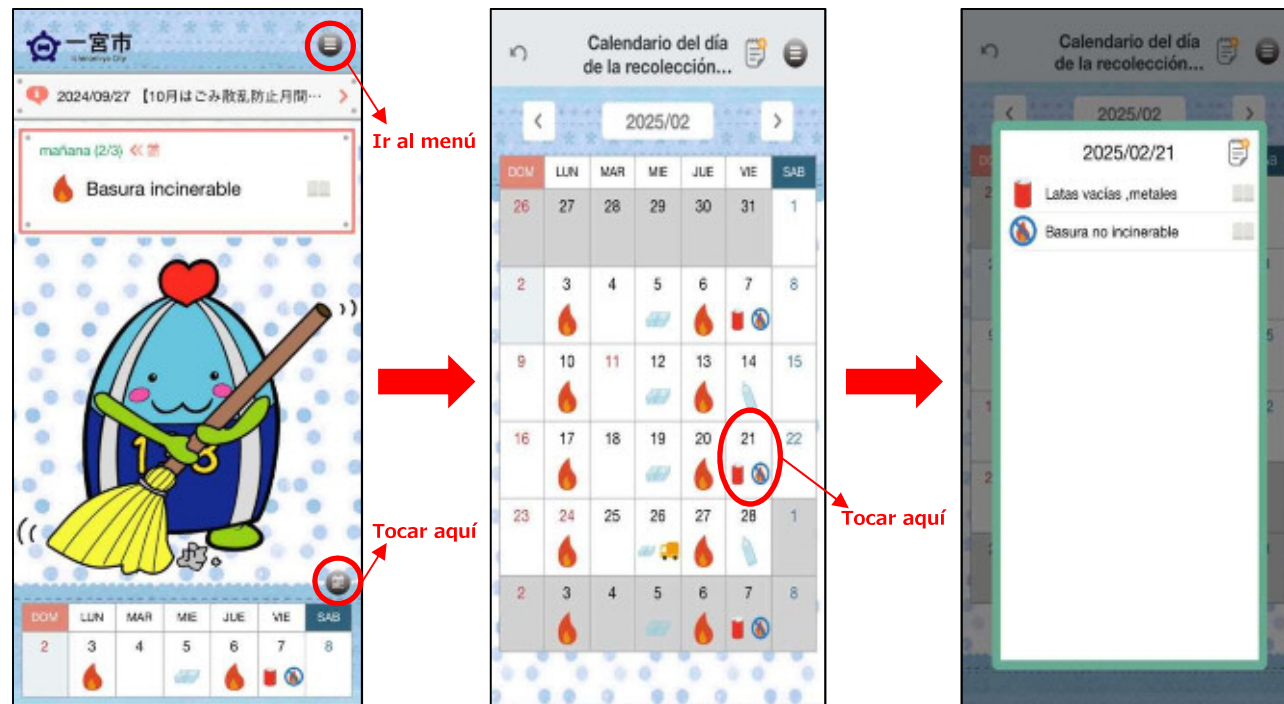 一宮市
Ichinomiya City
2024/09/27 【10月はごみ散乱防止月間…
mañana (2/3)
Basura incinerable
1 3 3
DOM LUN MAR MIE JUE VIE SAB
2 3 4 5 6 7 8
Ir al menú
Tocar aquí
Calendario del día
de la recolección...
2025/02
DOM LUN MAR MIE JUE VIE SAB
26 27 28 29 30 31 1
2 3 4 5 6 7 8
9 10 11 12 13 14 15
16 17 18 19 20 21 22
23 24 25 26 27 28 1
2 3 4 5 6 7 8
Tocar aquí
Calendario del día
de la recolección...
2025/02
2025/02/21
Latas vacías ,metales
Basura no incinerable